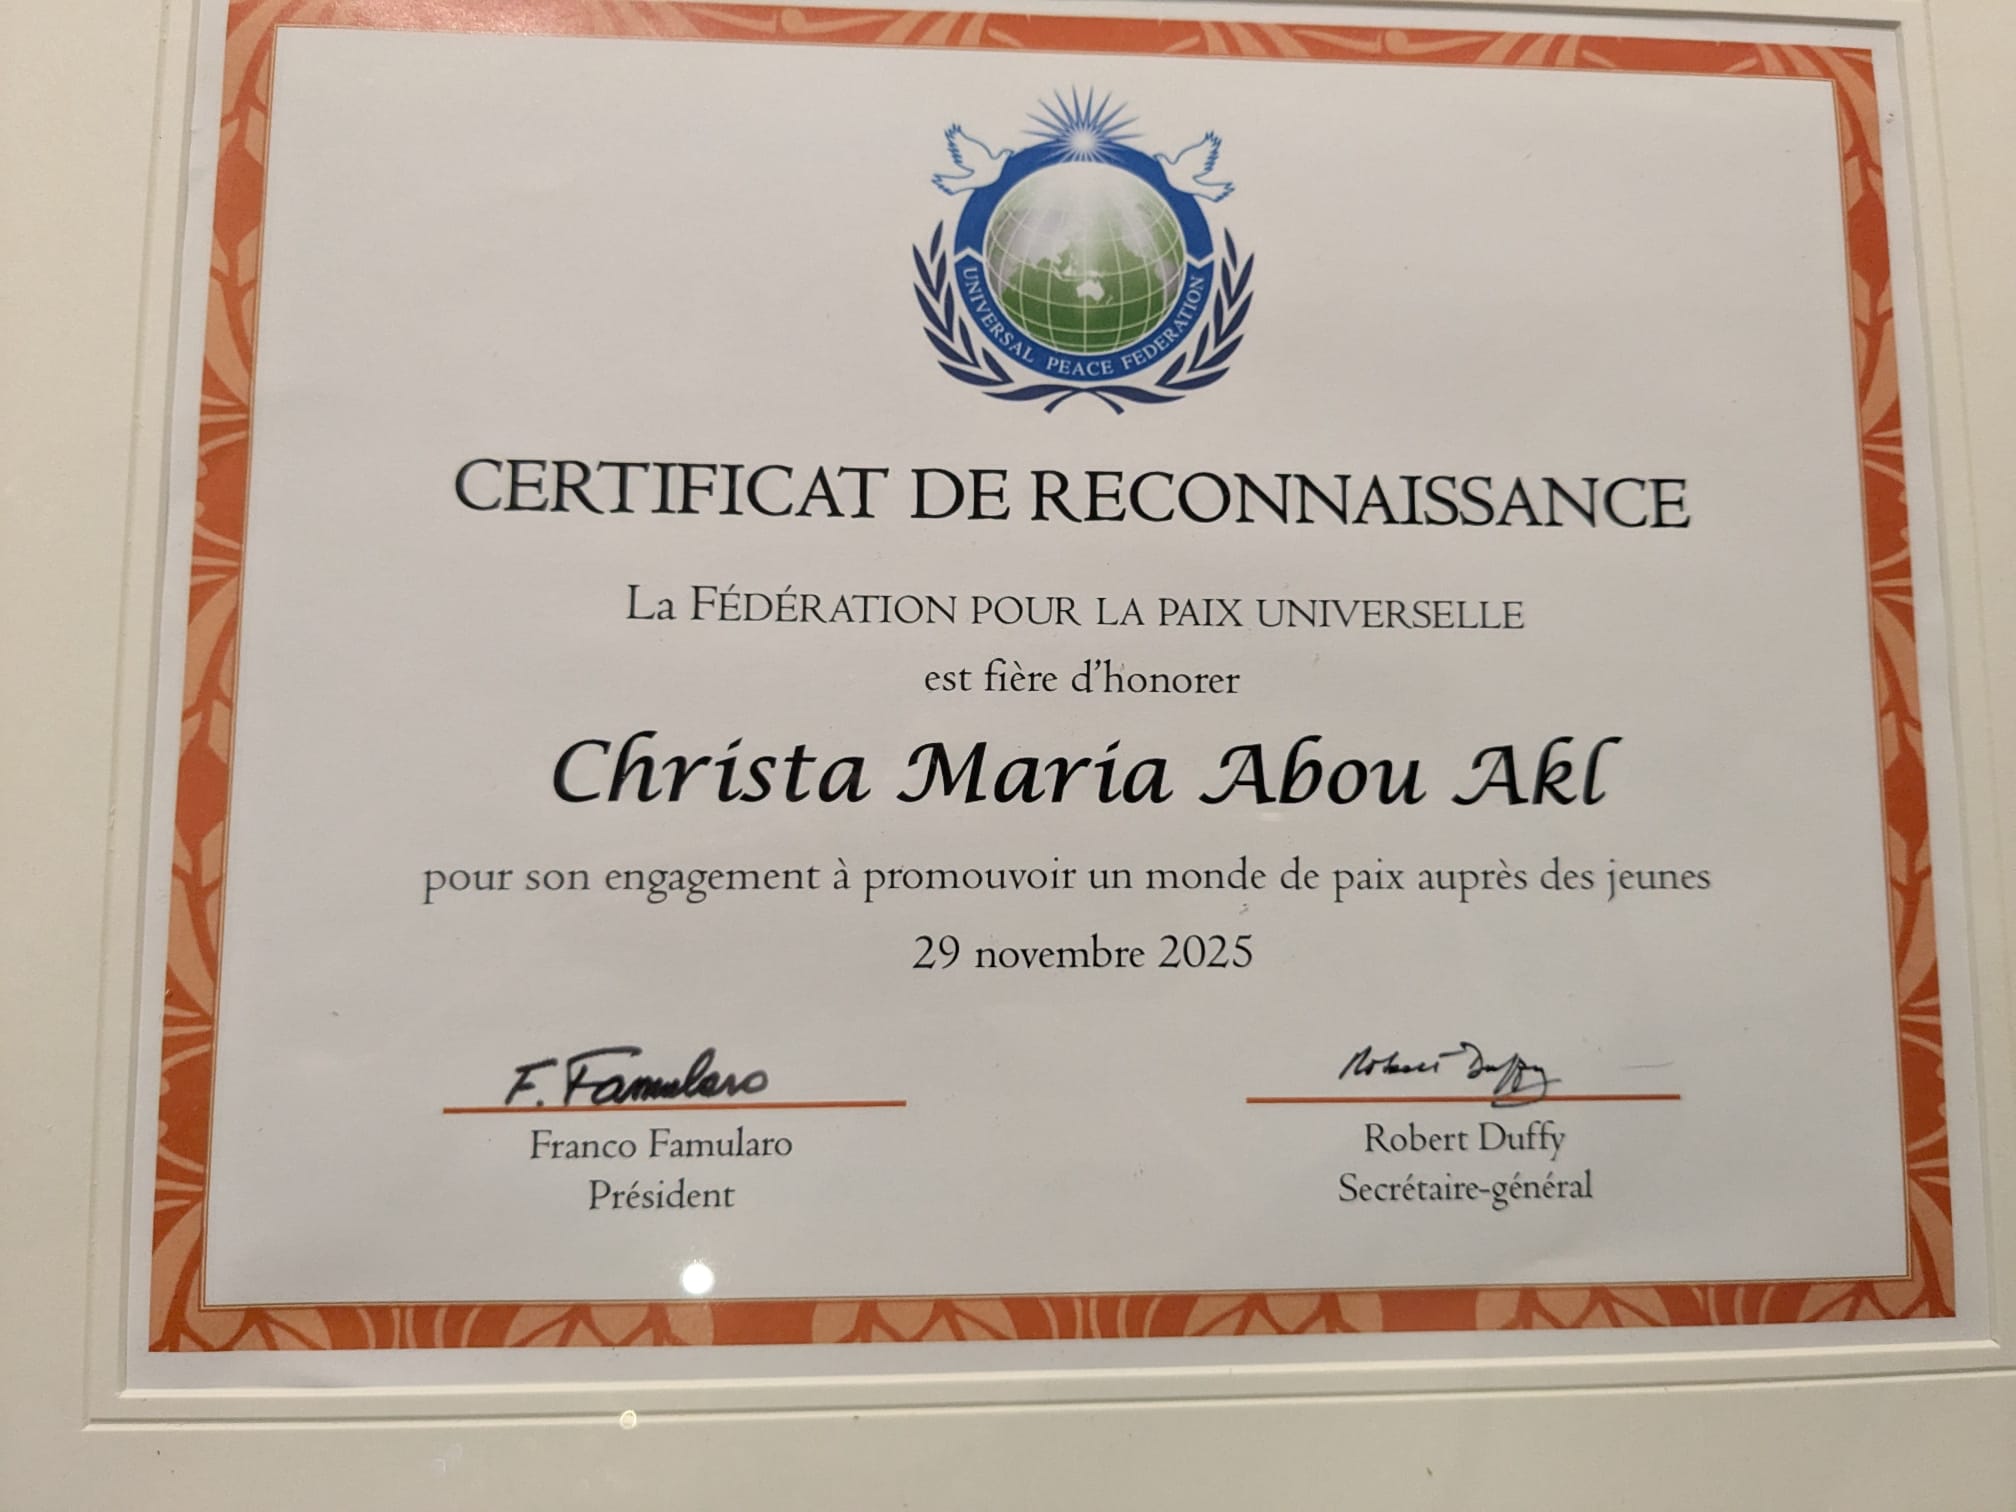 UNIVERSAL PEACE FEDERATION
CERTIFICAT DE RECONNAISSANCE
La FÉDÉRATION POUR LA PAIX UNIVERSELLE
est fière d'honorer
Christa Maria Abou Akl
pour son engagement à promouvoir un monde de paix auprès des jeunes
29 novembre 2025
F. Famularo
Robert Duffy
Franco Famularo
Président
Robert Duffy
Secrétaire-général